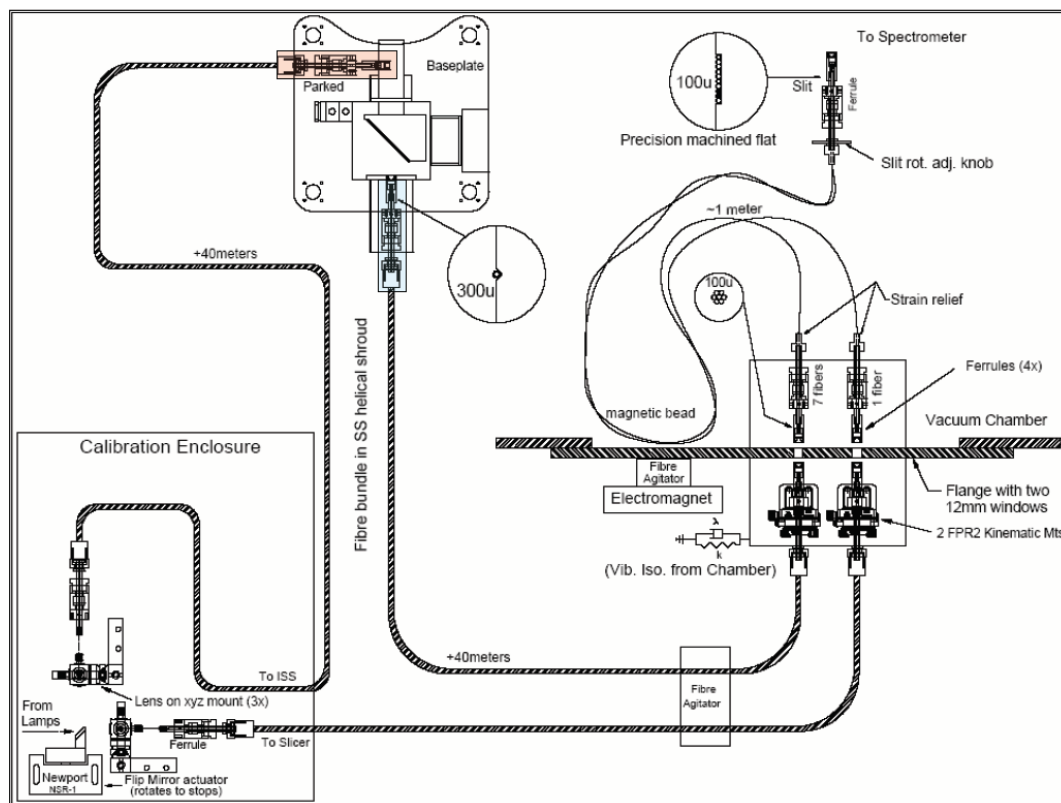 To Spectrometer
Parked
Baseplate
100u
Slit
Ferrule
Precision machined flat
Slit rot. adj. knob
~1 meter
+40meters
300u
100u
Strain relief
Fibre bundle in SS helical shroud
7 fibers
1 fiber
Ferrules (4x)
magnetic bead
Vacuum Chamber
Calibration Enclosure
Fibre
Agitator
Electromagnet
Flange with two
12mm windows
2 FPR2 Kinematic Mts
λ
k
(Vib. Iso. from Chamber)
+40meters
To ISS
Fibre
Agitator
Lens on xyz mount (3x)
From
Lamps
Ferrule
To Slicer
Newport
NSR-1
Flip Mirror actuator
(rotates to stops)